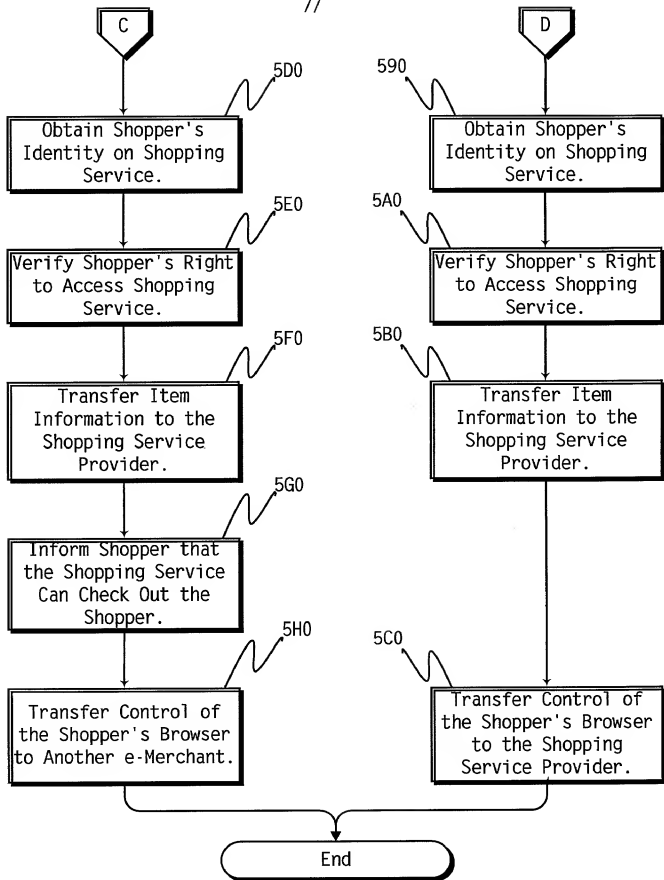 //
C
D
5D0
590
Obtain Shopper's
Identity on Shopping
Service.
Obtain Shopper's
Identity on Shopping
Service.
5E0
5A0
Verify Shopper's Right
to Access Shopping
Service.
Verify Shopper's Right
to Access Shopping
Service.
5F0
5B0
Transfer Item
Information to the
Shopping Service
Provider.
Transfer Item
Information to the
Shopping Service
Provider.
5G0
Inform Shopper that
the Shopping Service
Can Check Out the
Shopper.
5H0
5C0
Transfer Control of
the Shopper's Browser
to Another e-Merchant.
Transfer Control of
the Shopper's Browser
to the Shopping
Service Provider.
End